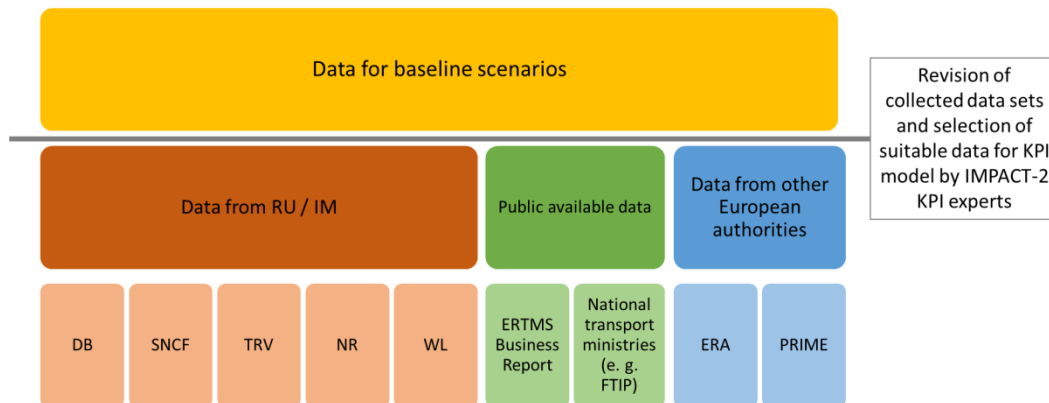 Data for baseline scenarios
Revision of
collected data sets
and selection of
suitable data for KPI
model by IMPACT-2
KPI experts
Data from RU / IM
Public available data
Data from other
European
authorities
DB
SNCF
TRV
NR
WL
ERTMS
Business
Report
National
transport
ministries
(e. g.
FTIP)
ERA
PRIME